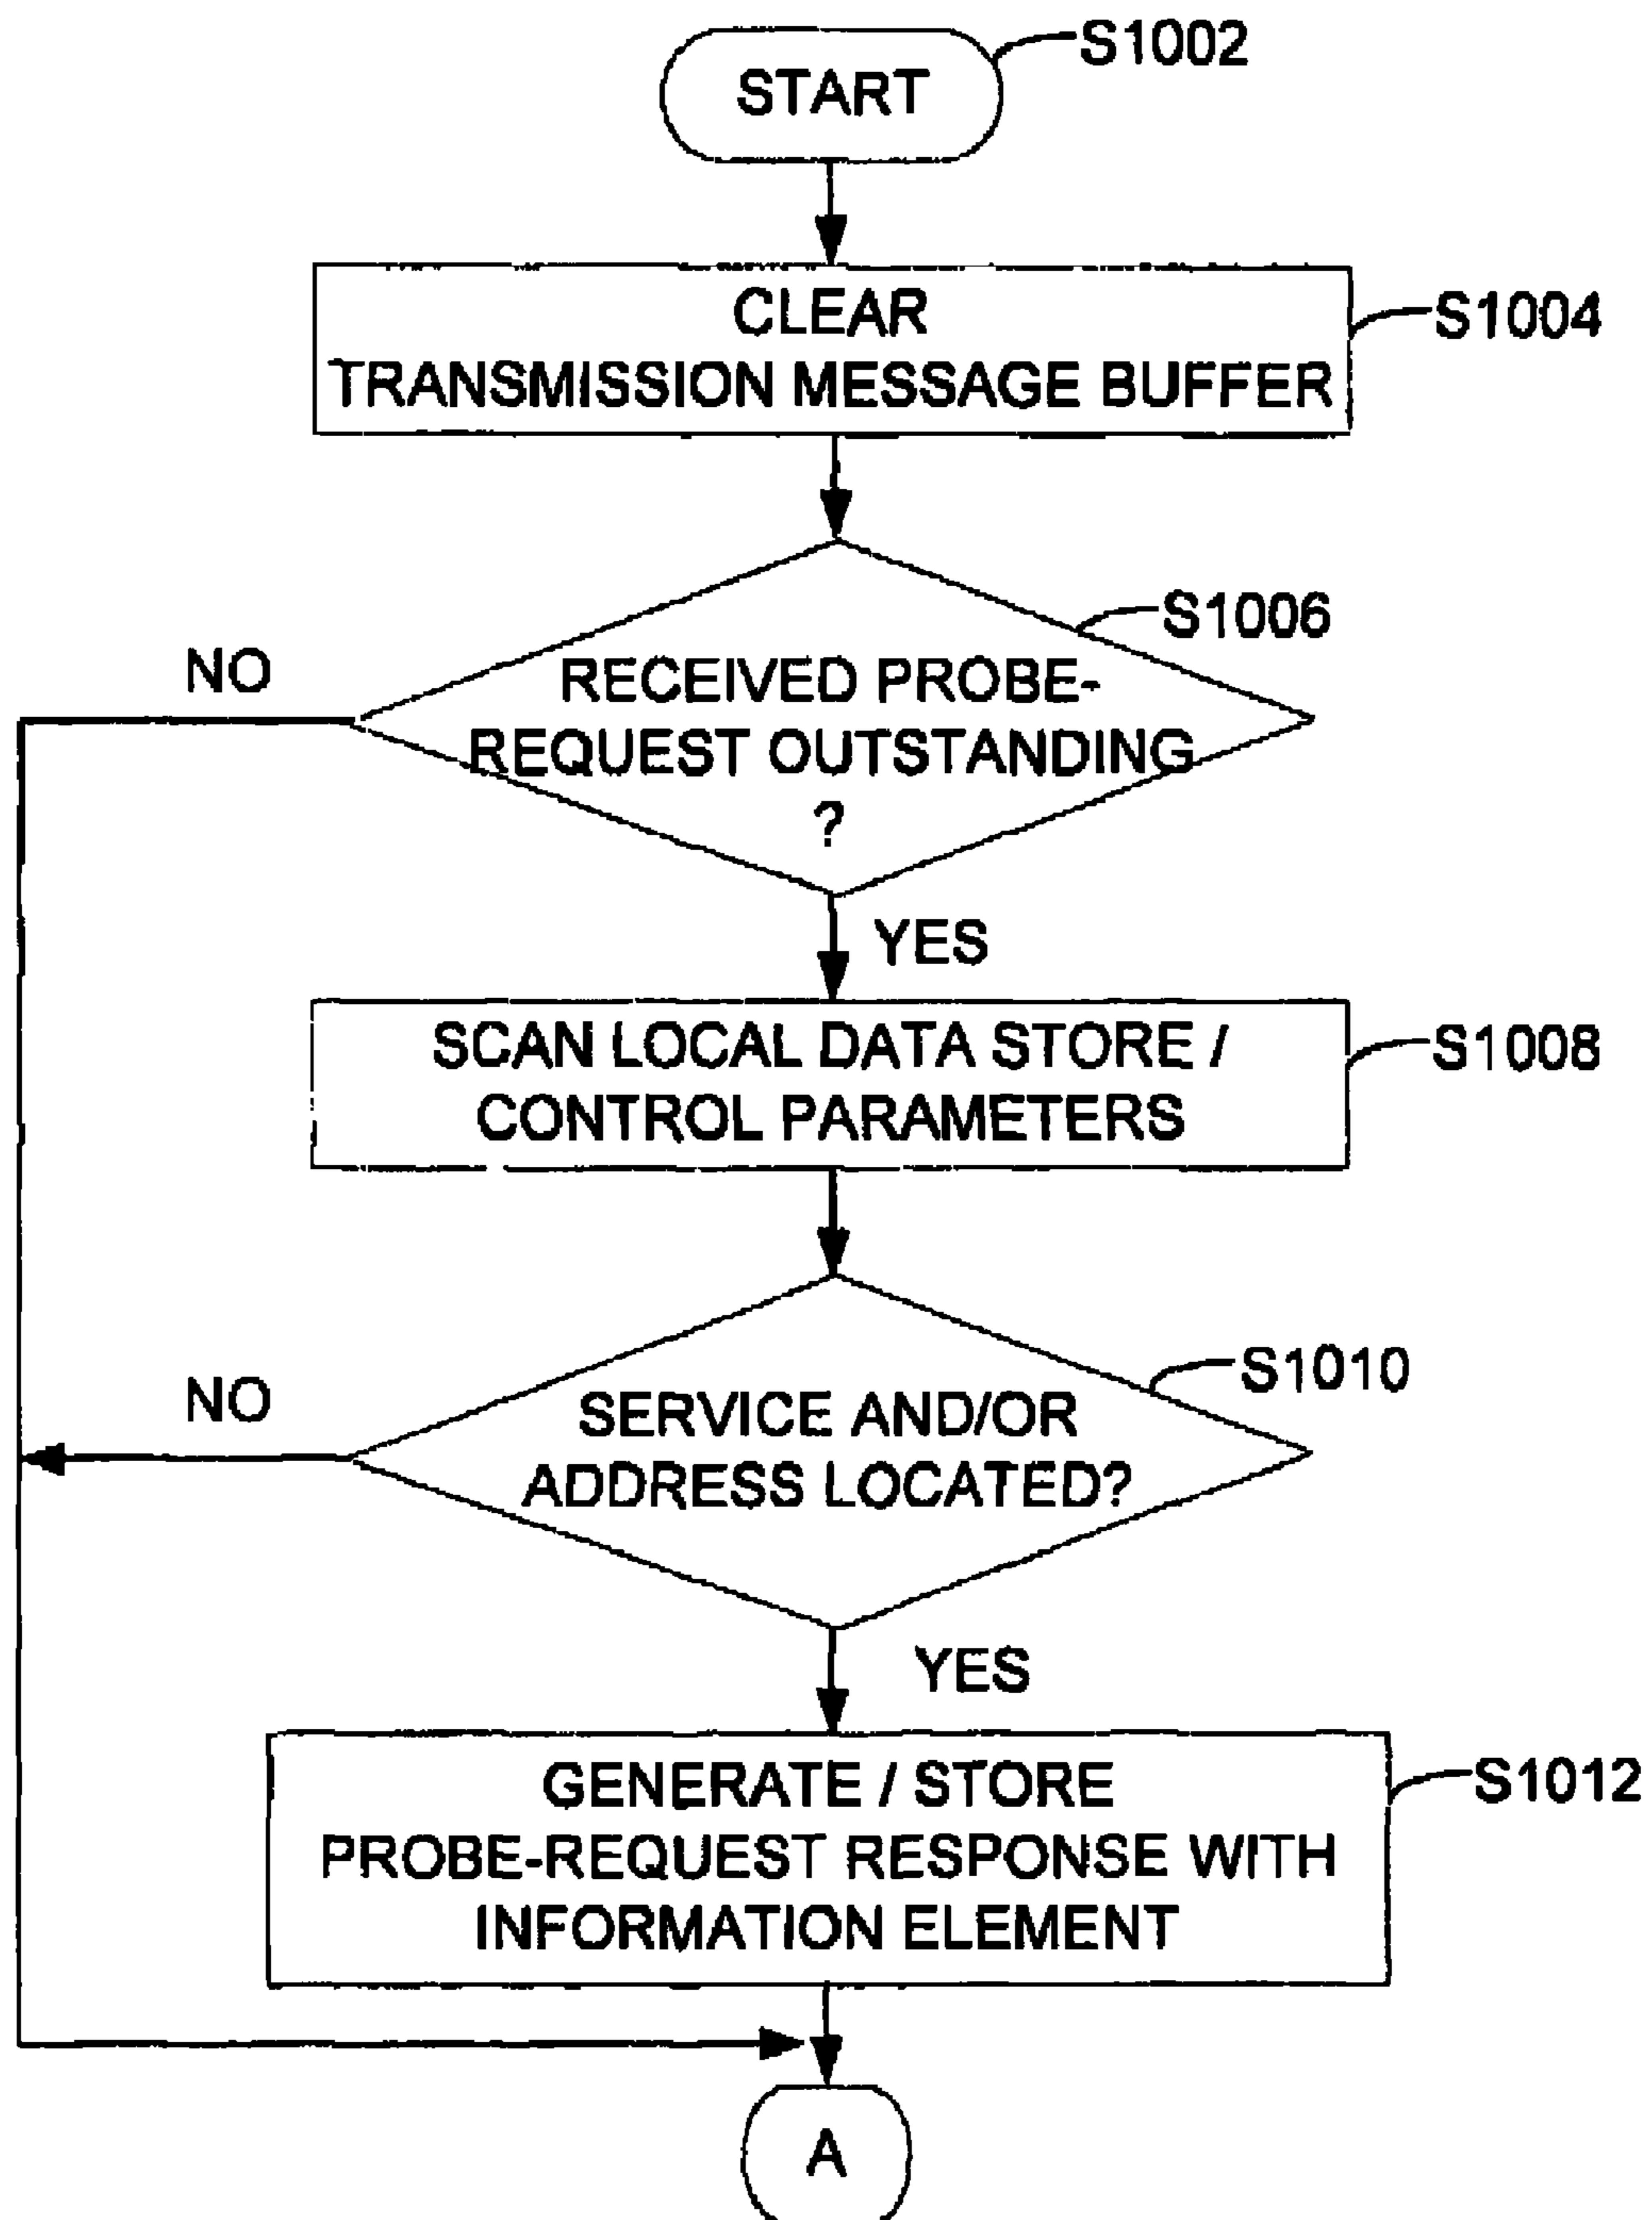 START
S1002
CLEAR
TRANSMISSION MESSAGE BUFFER
S1004
S1006
NO
RECEIVED PROBE-
REQUEST OUTSTANDING
?
YES
SCAN LOCAL DATA STORE /
CONTROL PARAMETERS
S1008
S1010
NO
SERVICE AND/OR
ADDRESS LOCATED?
YES
GENERATE / STORE
PROBE-REQUEST RESPONSE WITH
INFORMATION ELEMENT
S1012
A